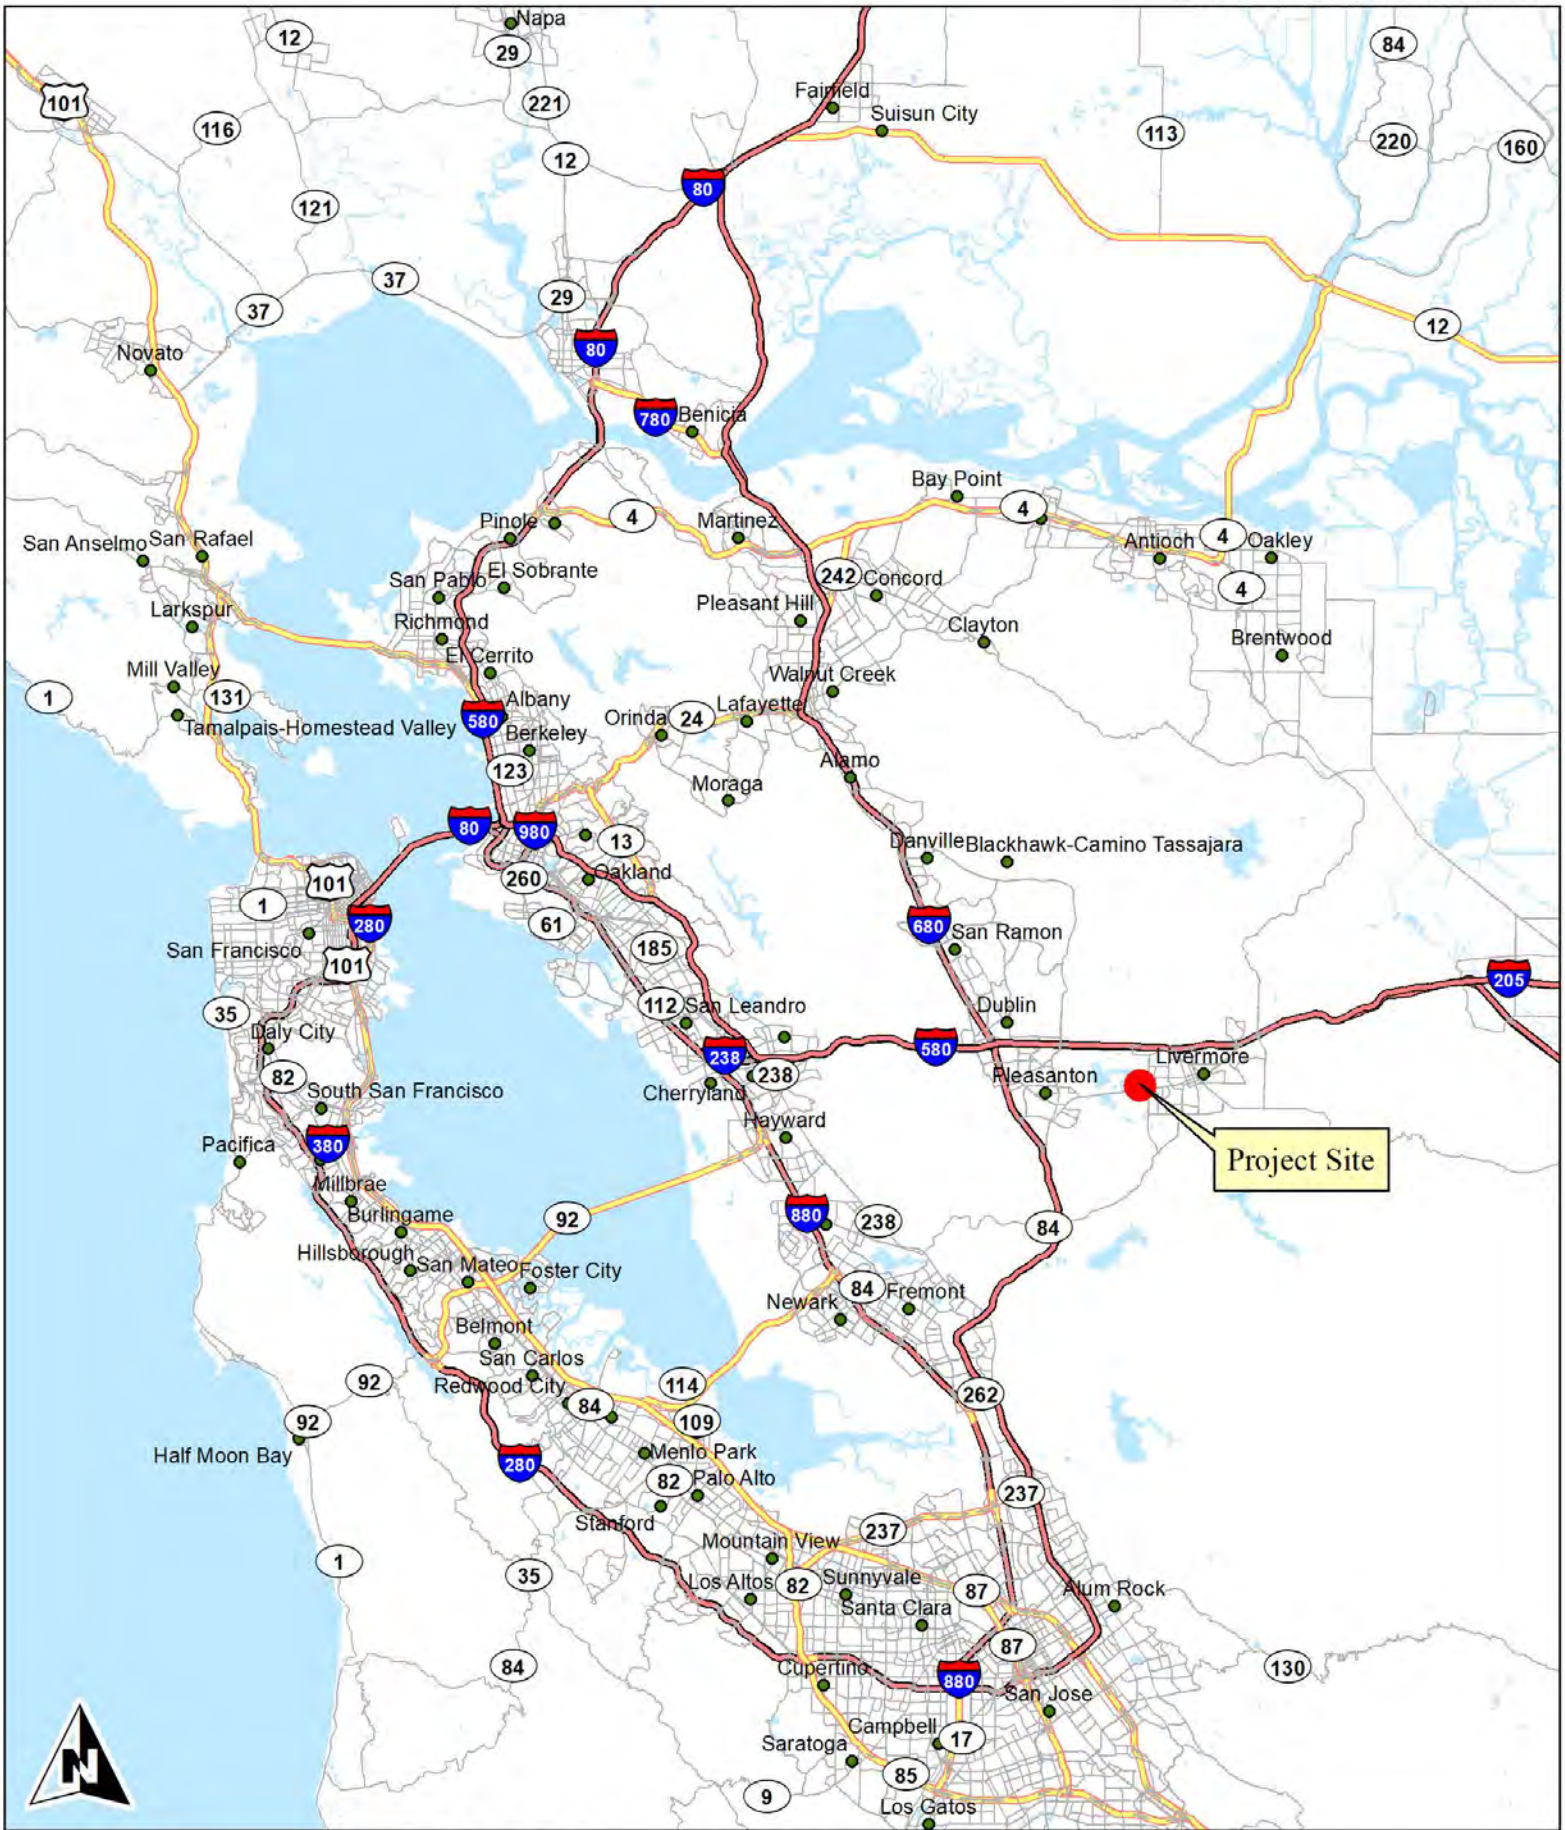 Napa
12
29
84
101
221
Fairfield
Suisun City
116
113
220
160
12
80
121
37
37
29
12
80
Novato
780
Benicia
Bay Point
4
4
Pinole
Martinez
4
Antioch
Oakley
San Anselmo
San Rafael
El Sobrante
San Pablo
242
Concord
4
Larkspur
Richmond
Pleasant Hill
Clayton
Brentwood
El Cerrito
Mill Valley
Walnut Creek
1
131
Albany
Lafayette
580
Orinda
24
Tamalpais-Homestead Valley
Berkeley
123
Alamo
Moraga
80
980
13
Danville
Blackhawk-Camino Tassajara
Oakland
260
101
1
280
61
680
San Ramon
San Francisco
185
101
205
112
San Leandro
Dublin
35
Daly City
580
238
Livermore
82
238
Pleasanton
South San Francisco
Cherryland
Hayward
380
Pacifica
Project Site
Millbrae
Burlingame
92
880
238
84
Hillsborough
San Mateo
Foster City
84
Fremont
Newark
Belmont
San Carlos
92
Redwood City
114
262
84
92
109
Half Moon Bay
Menlo Park
280
82
Palo Alto
237
Stanford
237
Mountain View
1
35
Los Altos
82
Sunnyvale
87
Alum Rock
Santa Clara
87
84
Cupertino
130
880
San Jose
Campbell
17
Saratoga
N
85
9
Los Gatos